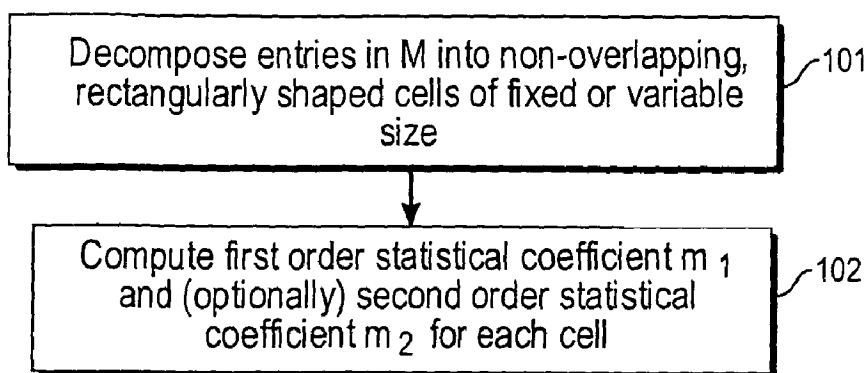 Decompose entries in M into non-overlapping,
rectangularly shaped cells of fixed or variable
size
101
Compute first order statistical coefficient m 1
and (optionally) second order statistical
coefficient m 2 for each cell
102